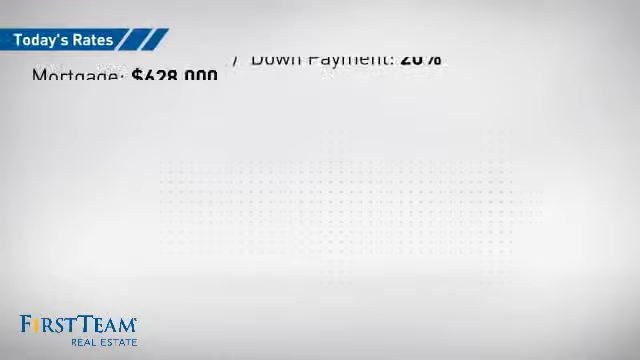 Today's Rates
/ Down Payment: 20%
Mortgage: $628,000
FIRSTTEAM®
REAL ESTATE